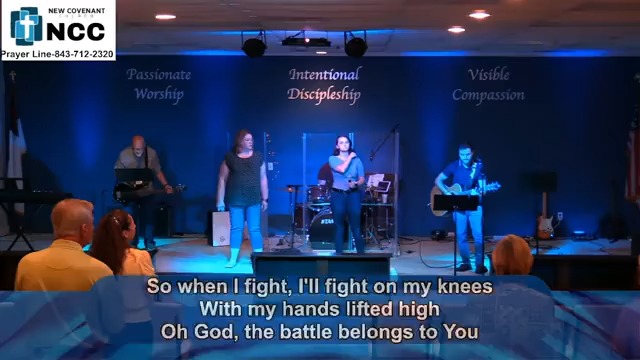 NEW COVENANT
CHURCH
NCC
Prayer Line-843-712-2320
Passionate
Worship
Intentional
Discipleship
Visible
Compassion
So when I fight, I'll fight on my knees
With my hands lifted high
Oh God, the battle belongs to You